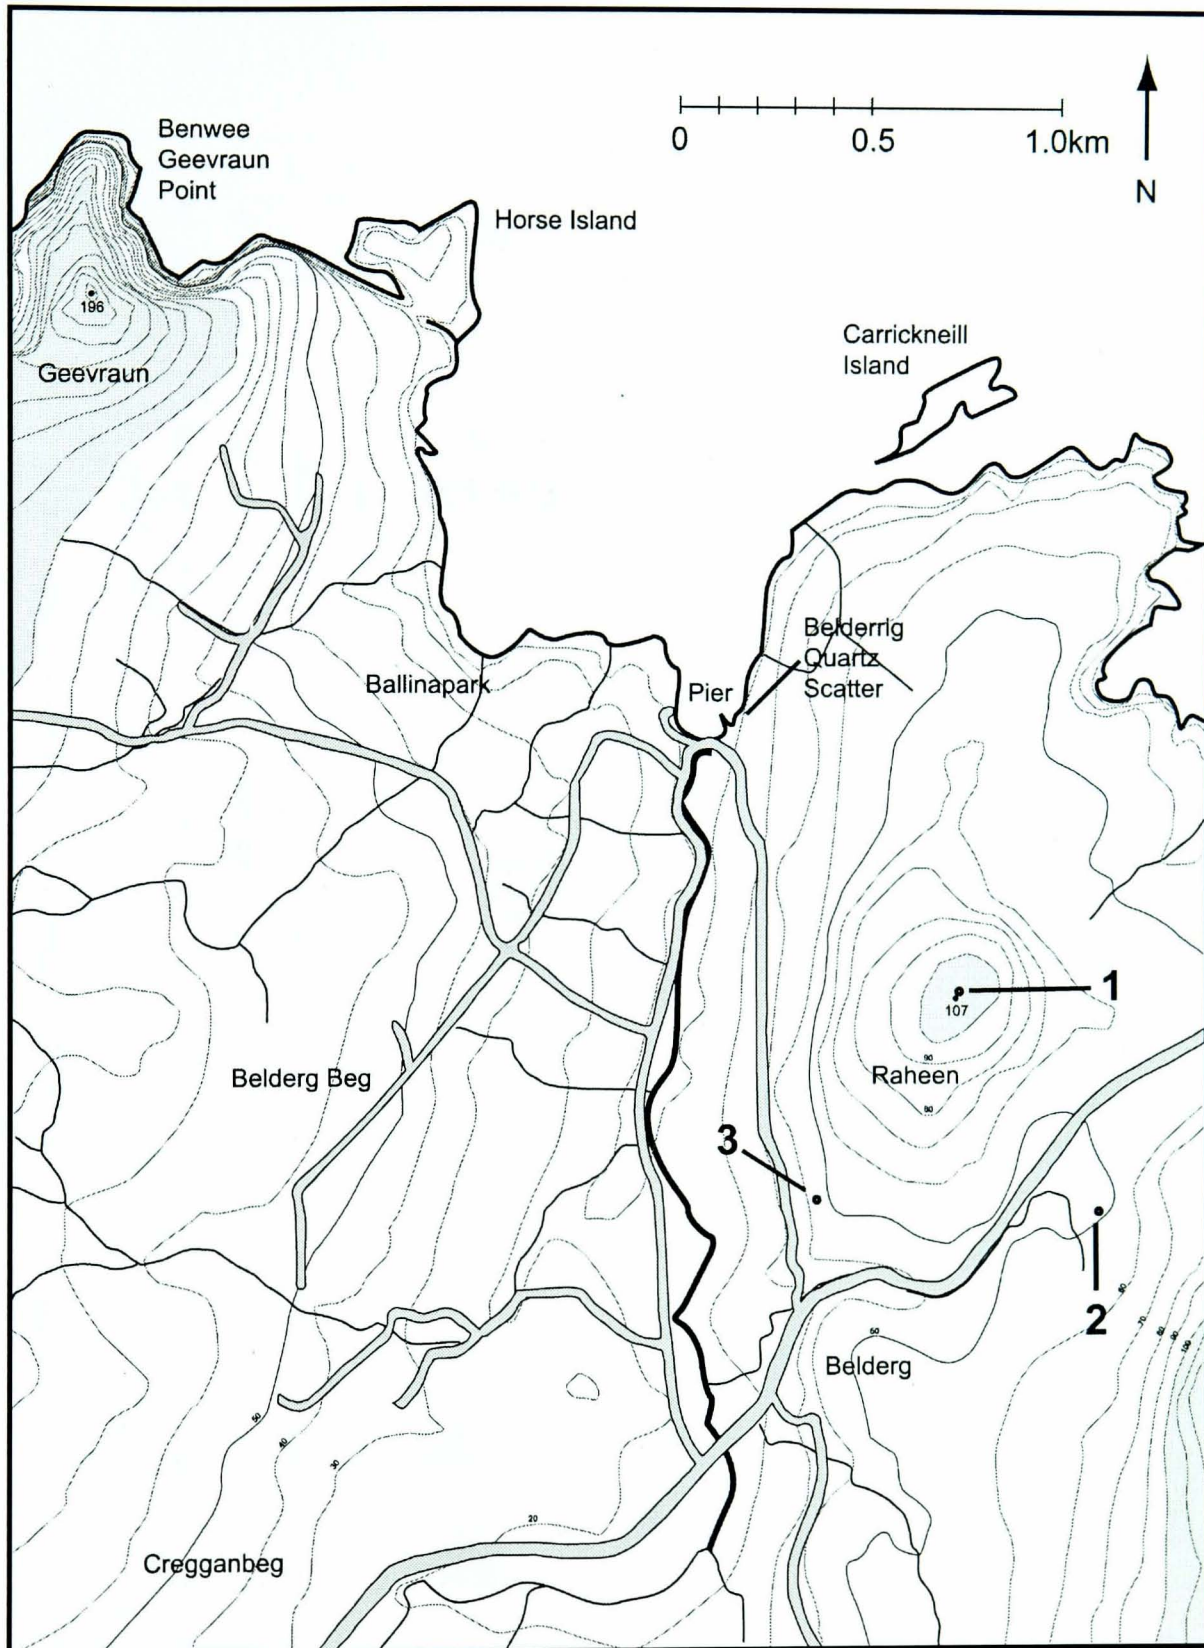 Benwee
Geevraun
Point
0 0.5 1.0km
N
Horse Island
196
Geevraun
Carrickneill
Island
Belderrig
Quartz
Scatter
Ballinapark
Pier
1
107
90
Raheen
80
Belderg Beg
3
2
80
70
80
90
100
50
Belderg
50
40
30
20
Cregganbeg